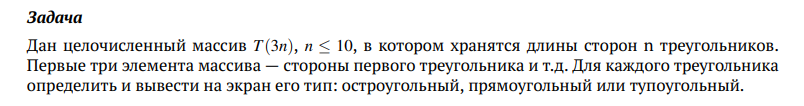 Задача
Дан целочисленный массив T(3n), n ≤ 10, в котором хранятся длины сторон n треугольников.
Первые три элемента массива — стороны первого треугольника и т.д. Для каждого треугольника
определить и вывести на экран его тип: остроугольный, прямоугольный или тупоугольный.